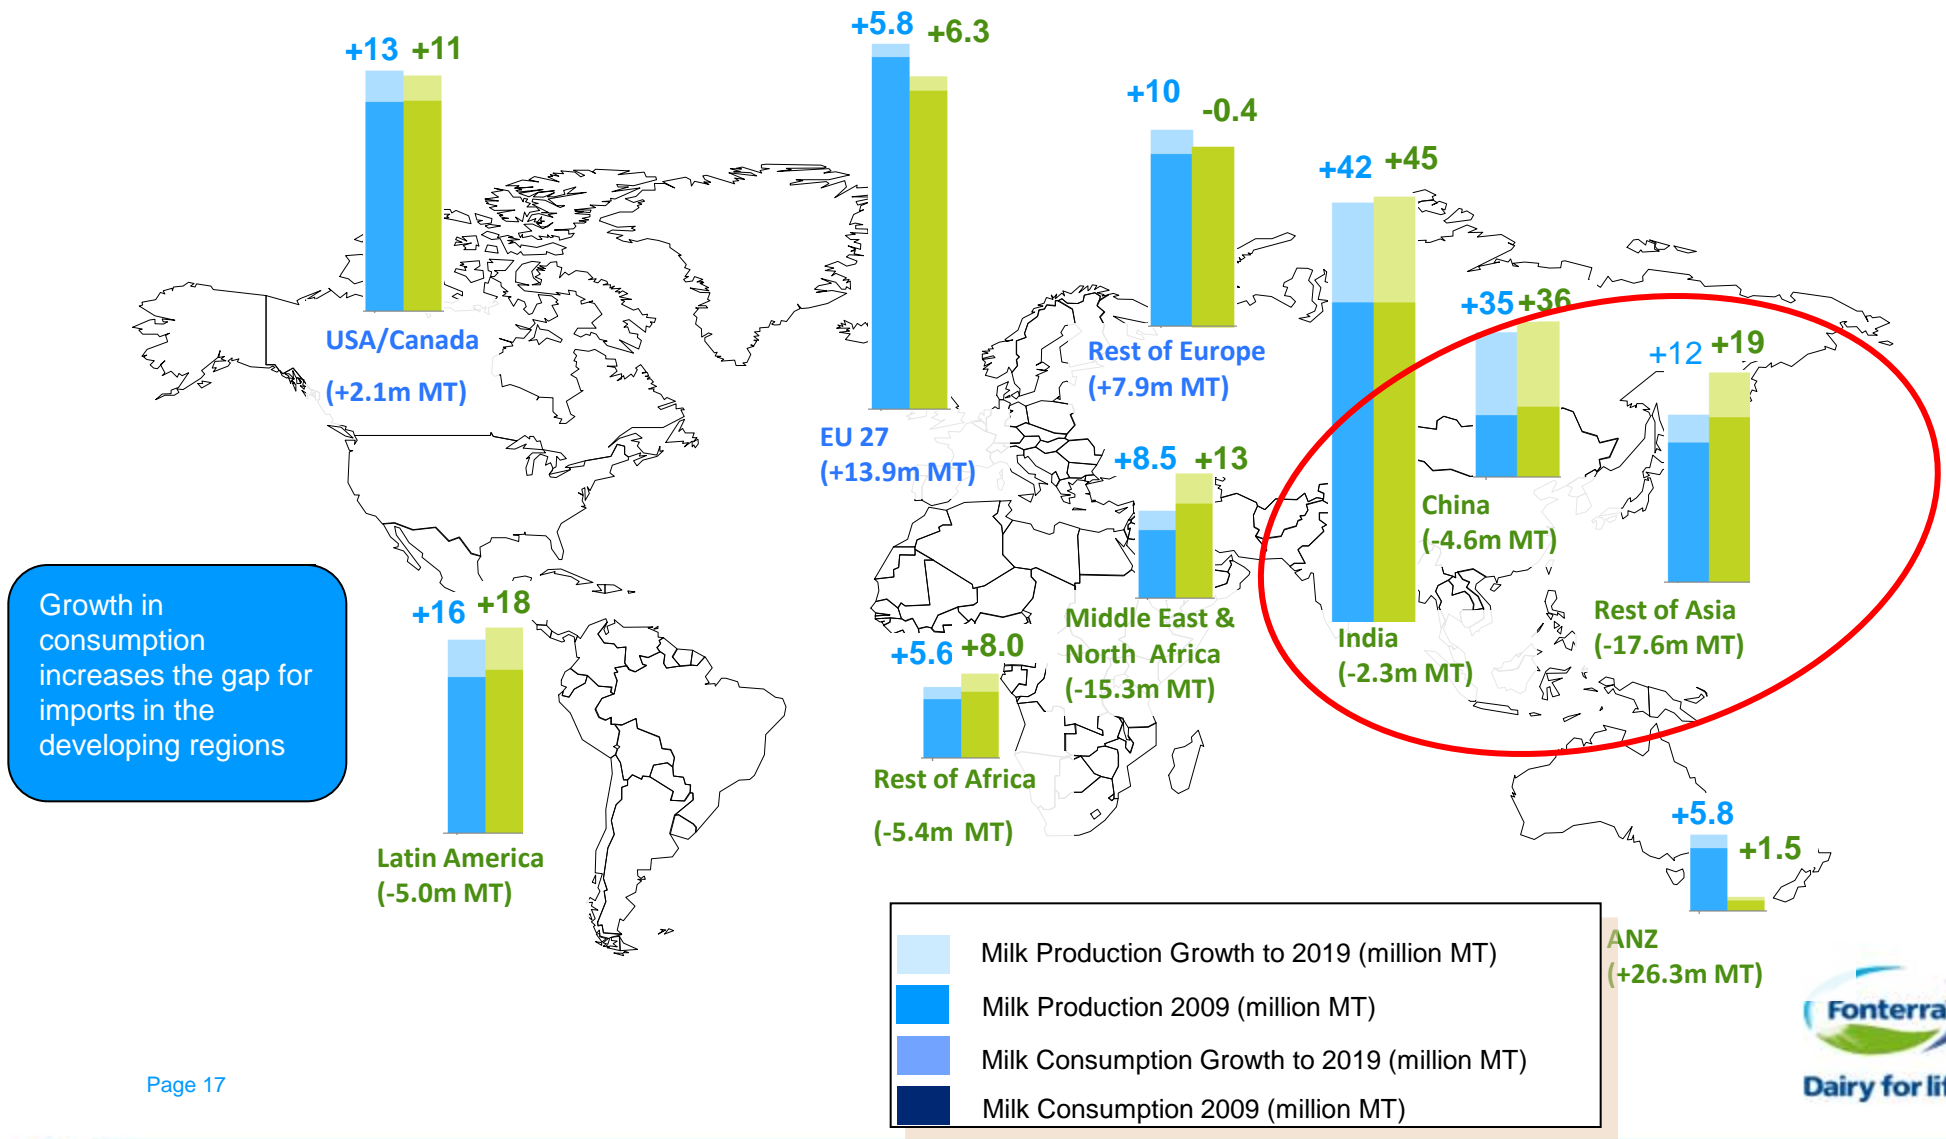 +13 +11
USA/Canada
(+2.1m MT)
+5.8 +6.3
EU 27
(+13.9m MT)
+10 -0.4
Rest of Europe
(+7.9m MT)
+42 +45
India
(-2.3m MT)
+35 +36
China
(-4.6m MT)
+12 +19
Rest of Asia
(-17.6m MT)
+8.5 +13
Middle East &
North Africa
(-15.3m MT)
+5.6 +8.0
Rest of Africa
(-5.4m MT)
+16 +18
Latin America
(-5.0m MT)
+5.8 +1.5
ANZ
(+26.3m MT)
Growth in
consumption
increases the gap for
imports in the
developing regions
Milk Production Growth to 2019 (million MT)
Milk Production 2009 (million MT)
Milk Consumption Growth to 2019 (million MT)
Milk Consumption 2009 (million MT)
Page 17
Fonterra
Dairy for